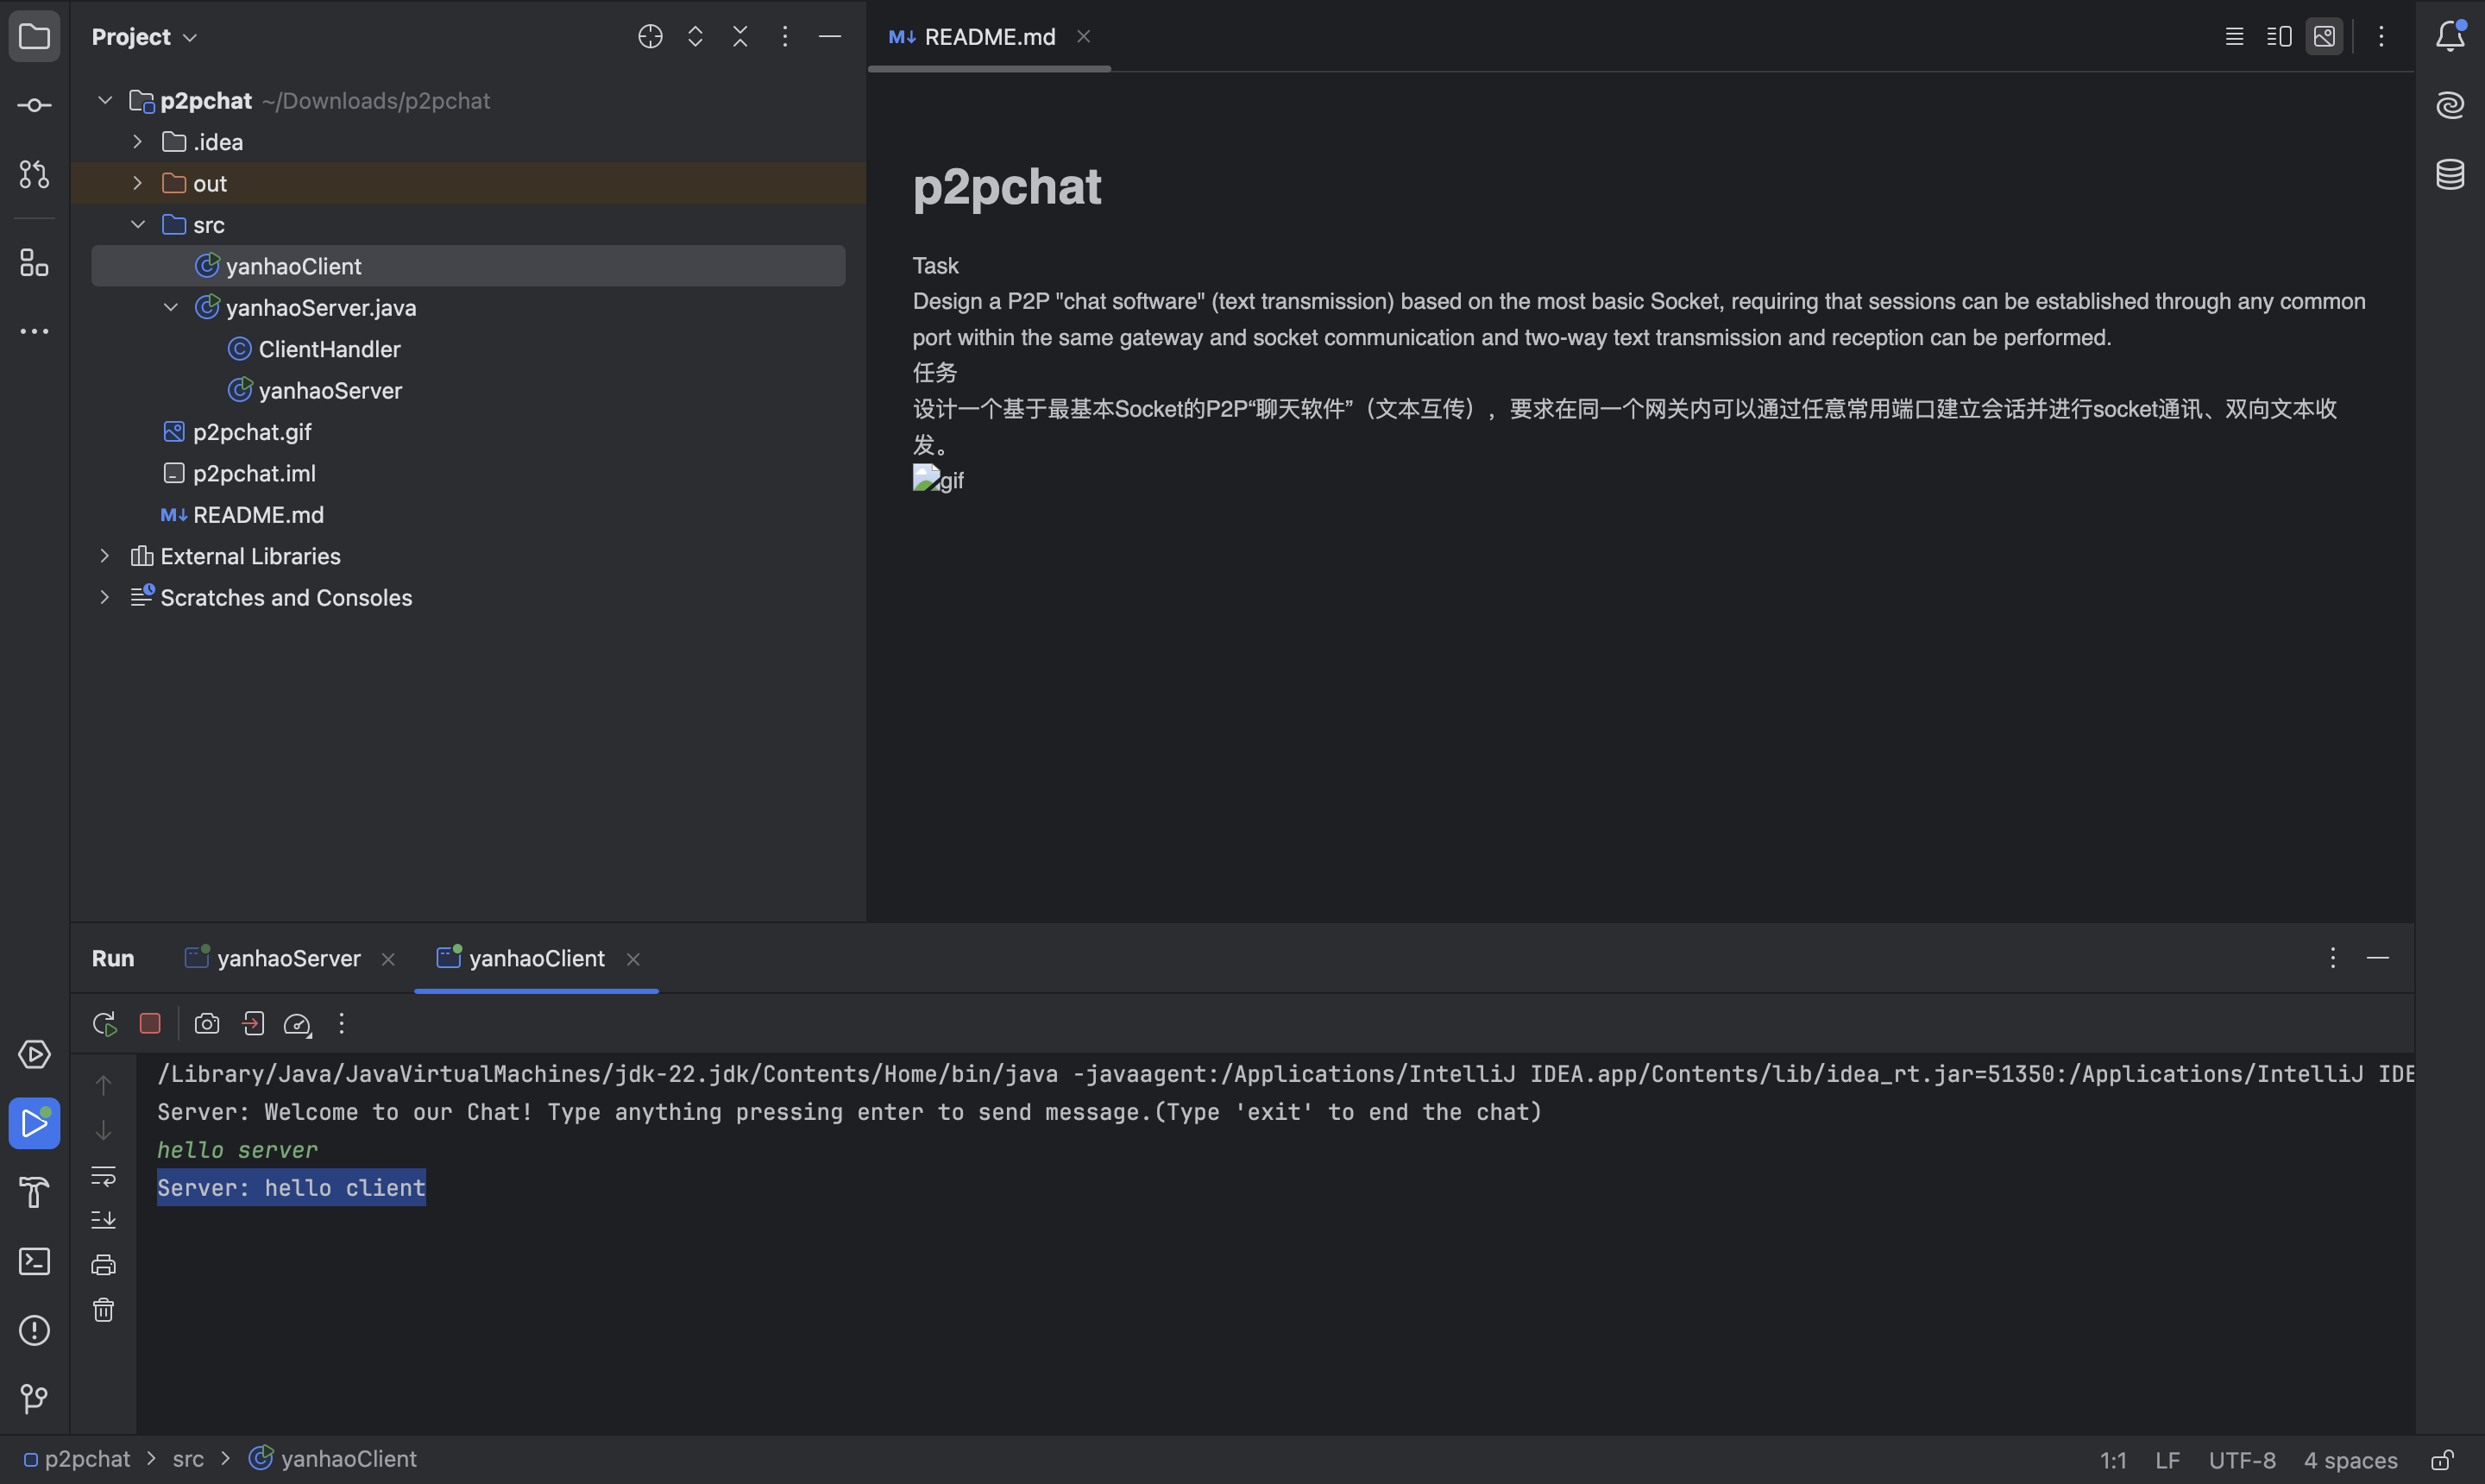 Project
p2pchat ~/Downloads/p2pchat
.idea
out
src
yanhaoClient
yanhaoServer.java
ClientHandler
yanhaoServer
p2pchat.gif
p2pchat.iml
README.md
External Libraries
Scratches and Consoles
README.md
p2pchat
Task
Design a P2P "chat software" (text transmission) based on the most basic Socket, requiring that sessions can be established through any common
port within the same gateway and socket communication and two-way text transmission and reception can be performed.
任务
设计一个基于最基本Socket的P2P“聊天软件”（文本互传），要求在同一个网关内可以通过任意常用端口建立会话并进行socket通讯、双向文本收
发。
gif
Run yanhaoServer yanhaoClient
/Library/Java/JavaVirtualMachines/jdk-22.jdk/Contents/Home/bin/java -javaagent:/Applications/IntelliJ IDEA.app/Contents/lib/idea_rt.jar=51350:/Applications/IntelliJ IDE
Server: Welcome to our Chat! Type anything pressing enter to send message.(Type 'exit' to end the chat)
hello server
Server: hello client
p2pchat > src > yanhaoClient
1:1 LF UTF-8 4 spaces